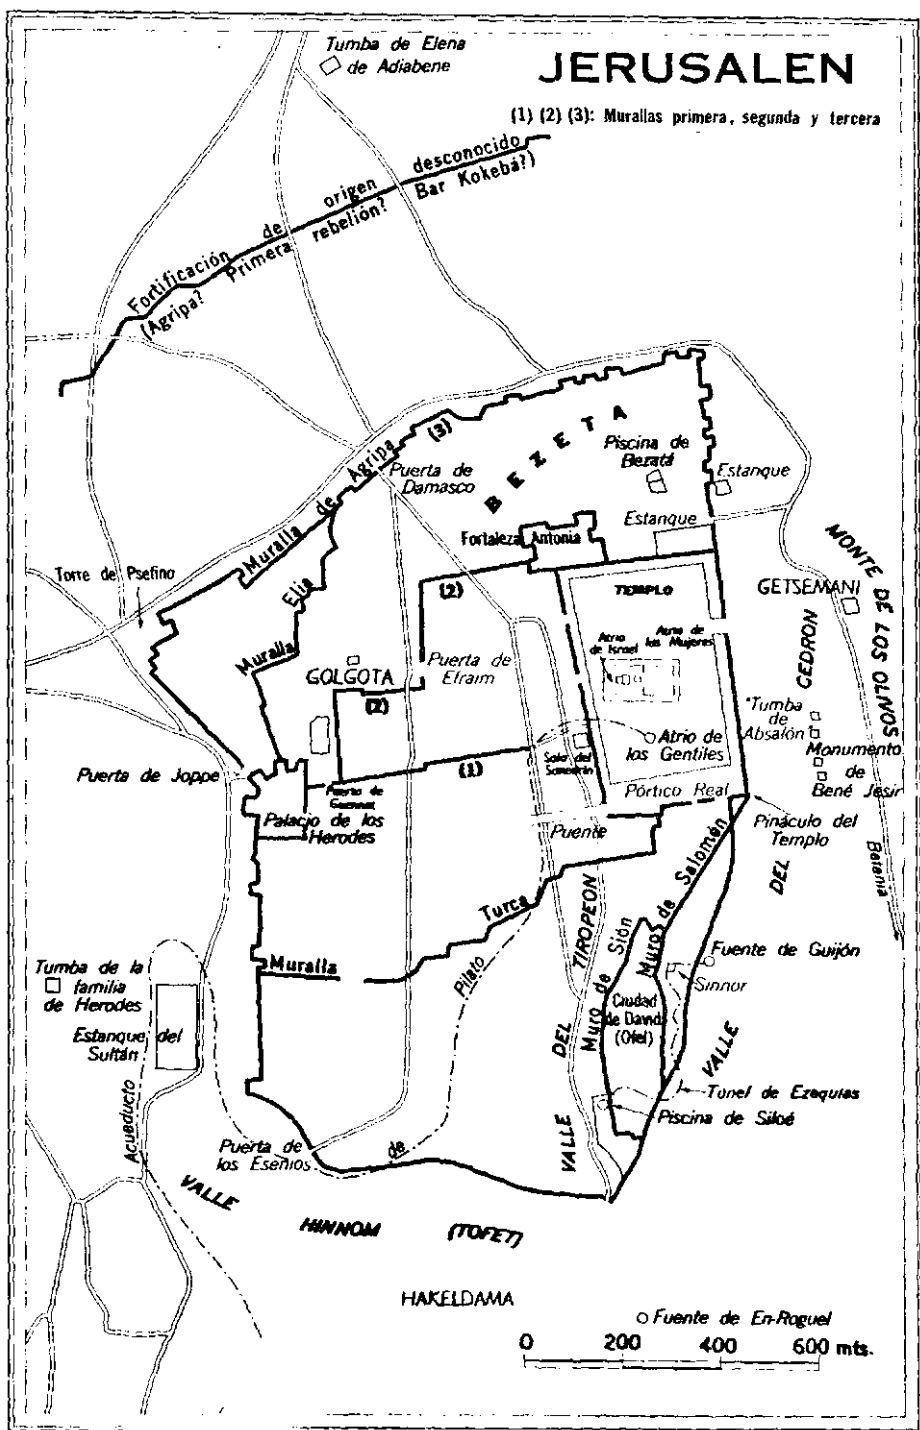 JERUSALEN
(1) (2) (3): Murallas primera, segunda y tercera
Tumba de Elena
de Adiabene
Fortificación de origen desconocido
(Agripa? Primera rebelión? Bar Kokebá?)
BEZETA
(3)
Muralla de Agripa
Puerta de
Damasco
Piscina de
Bezatá
Estanque
Estanque
Fortaleza Antonia
Torre de Psefino
Muralla Elia
(2)
TEMPLO
GETSEMANI
MONTE DE LOS OLIVOS
CEDRON
Atrio
de Israel
Atrio de
las Mujeres
GOLGOTA
Puerta de
Efraim
(2)
"Tumba
de
Absalón"
Monumento
de
Bené Jesir
Atrio de
los Gentiles
Sala del
Sanedrín
(1)
Puerta de Joppe
Puerta de
Gennat
Palacio de los
Herodes
Pórtico Real
Puente
Pináculo del
Templo
Betania
Muralla Turca
VALLE DEL TIROPEON
Muro de Sión
Muros de Salomón
VALLE DEL
Pilato
de
Acueducto
Fuente de Guijón
Sinnor
Ciudad
de David
(Ofel)
Tumba de la
familia
de Herodes
Estanque del
Sultán
Tunel de Ezequias
Piscina de Siloé
Puerta de
los Esenios
VALLE HINNOM (TOFET)
HAKELDAMA
Fuente de En-Roguel
0 200 400 600 mts.